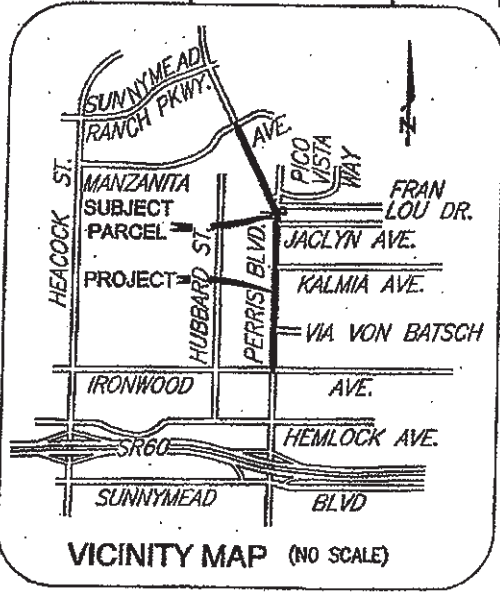 SUNNYMEAD
RANCH PKWY.
AVE.
N
PICO
VISTA
WAY
MANZANITA
FRAN
LOU DR.
SUBJECT
PARCEL
HEACOCK ST.
HUBBARD ST.
PERRIS BLVD.
JACLYN AVE.
PROJECT
KALMIA AVE.
VIA VON BATSCH
IRONWOOD
AVE.
HEMLOCK AVE.
SR60
SUNNYMEAD
BLVD
VICINITY MAP (NO SCALE)